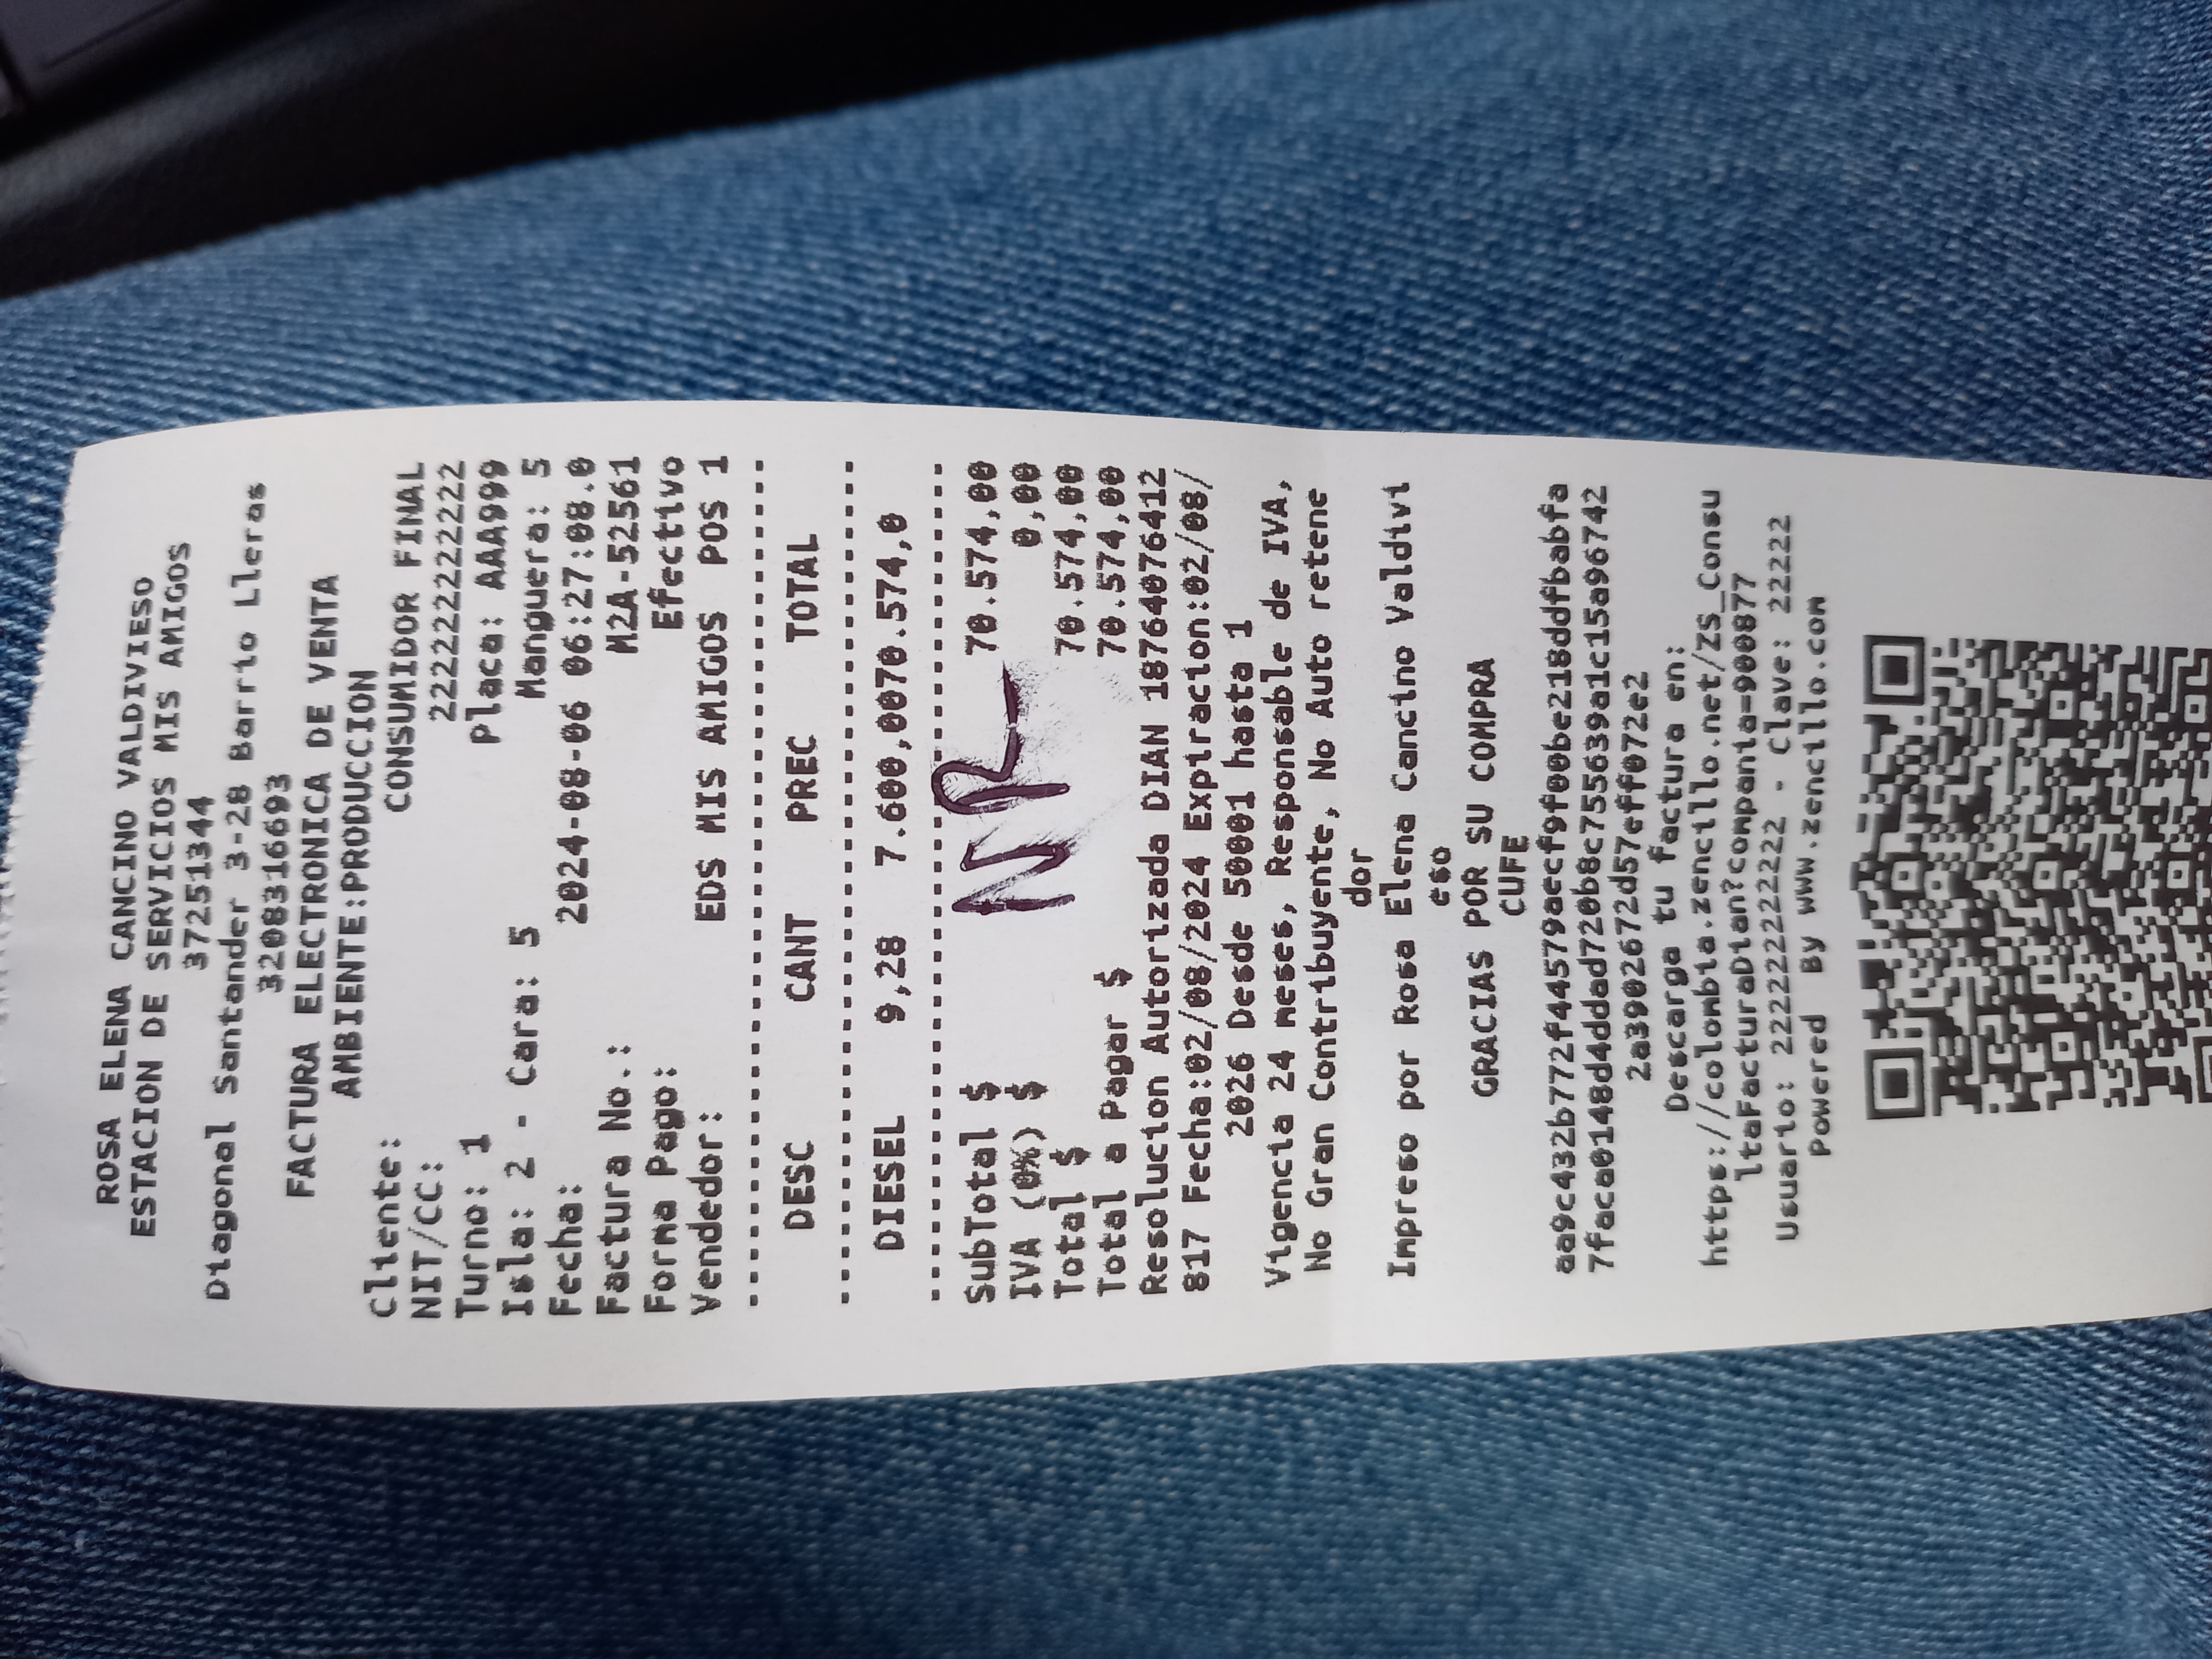 ROSA ELENA CANCINO VALDIVIESO
ESTACION DE SERVICIOS MIS AMIGOS
37251344
Diagonal Santander 3-28 Barrio Lleras
3208316693
FACTURA ELECTRONICA DE VENTA
AMBIENTE:PRODUCCION
Cliente: CONSUMIDOR FINAL
NIT/CC: 222222222222
Turno: 1 Placa: AAA999
Isla: 2 - Cara: 5 Manguera: 5
Fecha: 2024-08-06 06:27:08.0
Factura No.: M2A-52561
Forma Pago: Efectivo
Vendedor: EDS MIS AMIGOS POS 1
DESC CANT PREC TOTAL
DIESEL 9,28 7.600,0070.574,0
SubTotal $ 70.574,00
IVA (0%) $ 0,00
NR
Total $ 70.574,00
Total a Pagar $ 70.574,00
Resolucion Autorizada DIAN 18764076412
817 Fecha:02/08/2024 Expiracion:02/08/
2026 Desde 50001 hasta 1
Vigencia 24 meses, Responsable de IVA,
No Gran Contribuyente, No Auto retene
dor
Impreso por Rosa Elena Cancino Valdivi
eso
GRACIAS POR SU COMPRA
CUFE
aa9c432b7772f44579aecf9f00be218ddfbabfa
7faca0148d4ddad720b8c755639a1c15a96742
2a3902672d57eff072e2
Descarga tu factura en:
https://colombia.zencillo.net/ZS_Consu
ltaFacturaDian?compania=900877
Usuario: 222222222222 - Clave: 22222
Powered By www.zencillo.com